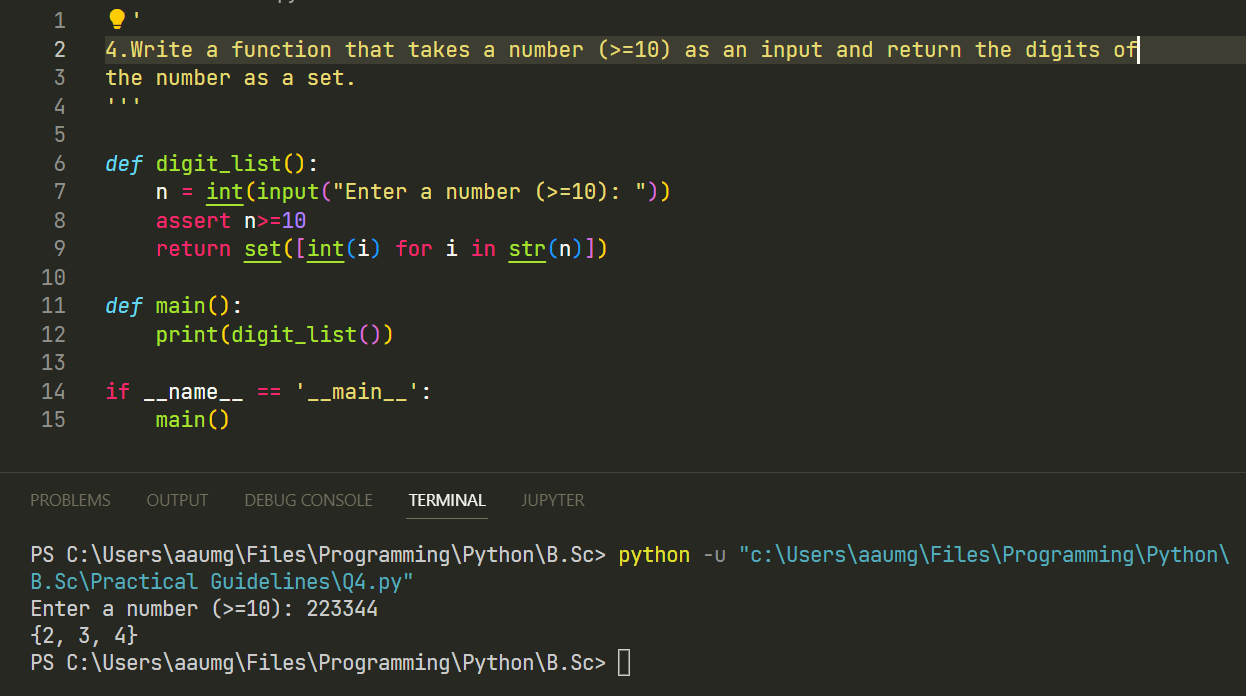 1 '
2 4.Write a function that takes a number (>=10) as an input and return the digits of
3 the number as a set.
4 '''
5
6 def digit_list():
7     n = int(input("Enter a number (>=10): "))
8     assert n>=10
9     return set([int(i) for i in str(n)])
10
11 def main():
12     print(digit_list())
13
14 if __name__ == '__main__':
15     main()
PROBLEMS OUTPUT DEBUG CONSOLE TERMINAL JUPYTER
PS C:\Users\aaumg\Files\Programming\Python\B.Sc> python -u "c:\Users\aaumg\Files\Programming\Python\
B.Sc\Practical Guidelines\Q4.py"
Enter a number (>=10): 223344
{2, 3, 4}
PS C:\Users\aaumg\Files\Programming\Python\B.Sc>